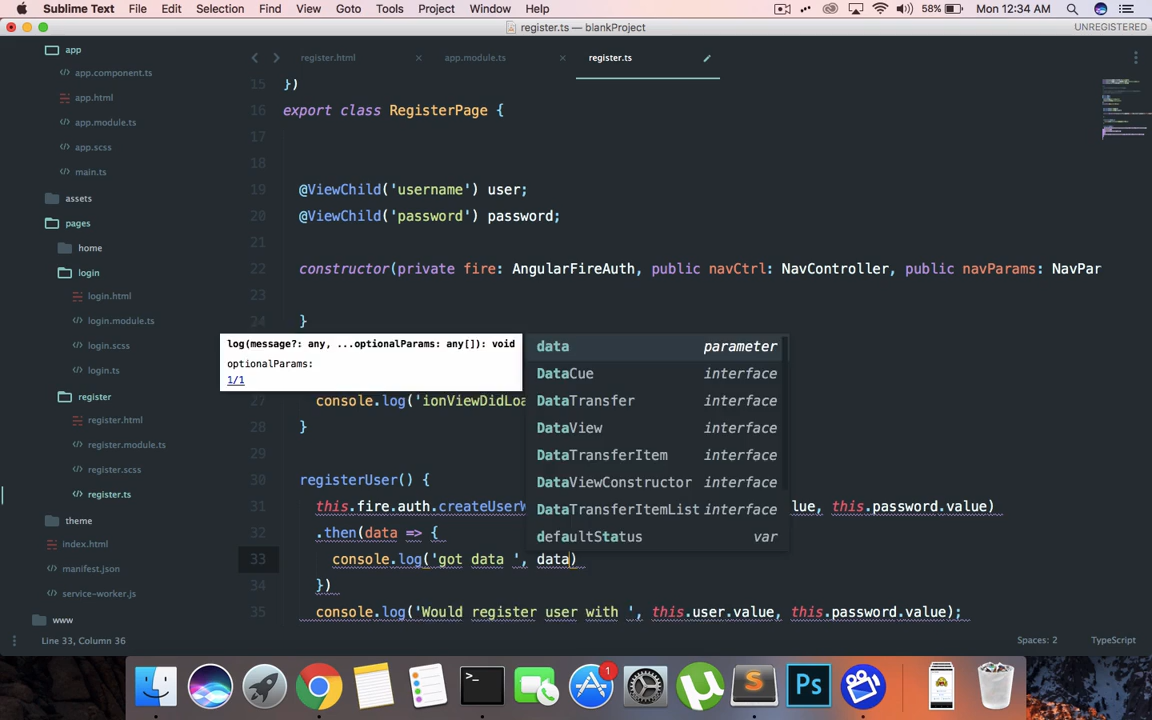 Sublime Text File Edit Selection Find View Goto Tools Project Window Help 58% Mon 12:34 AM
register.ts — blankProject UNREGISTERED
app
app.component.ts
app.html
app.module.ts
app.scss
main.ts
assets
pages
home
login
login.html
login.module.ts
login.scss
login.ts
register
register.html
register.module.ts
register.scss
register.ts
theme
index.html
manifest.json
service-worker.js
www
register.html app.module.ts register.ts
15 })
16 export class RegisterPage {
17
18
19 @ViewChild('username') user;
20 @ViewChild('password') password;
21
22 constructor(private fire: AngularFireAuth, public navCtrl: NavController, public navParams: NavPar
23
24 }
log(message?: any, ...optionalParams: any[]): void
optionalParams:
1/1
data parameter
DataCue interface
DataTransfer interface
DataView interface
DataTransferItem interface
DataViewConstructor interface
DataTransferItemList interface
defaultStatus var
27 console.log('ionViewDidLoa
28 }
29
30 registerUser() {
31 this.fire.auth.createUserW lue, this.password.value)
32 .then(data => {
33 console.log('got data ', data)
34 })
35 console.log('Would register user with ', this.user.value, this.password.value);
Line 33, Column 36 Spaces: 2 TypeScript
1
>_
S
Ps